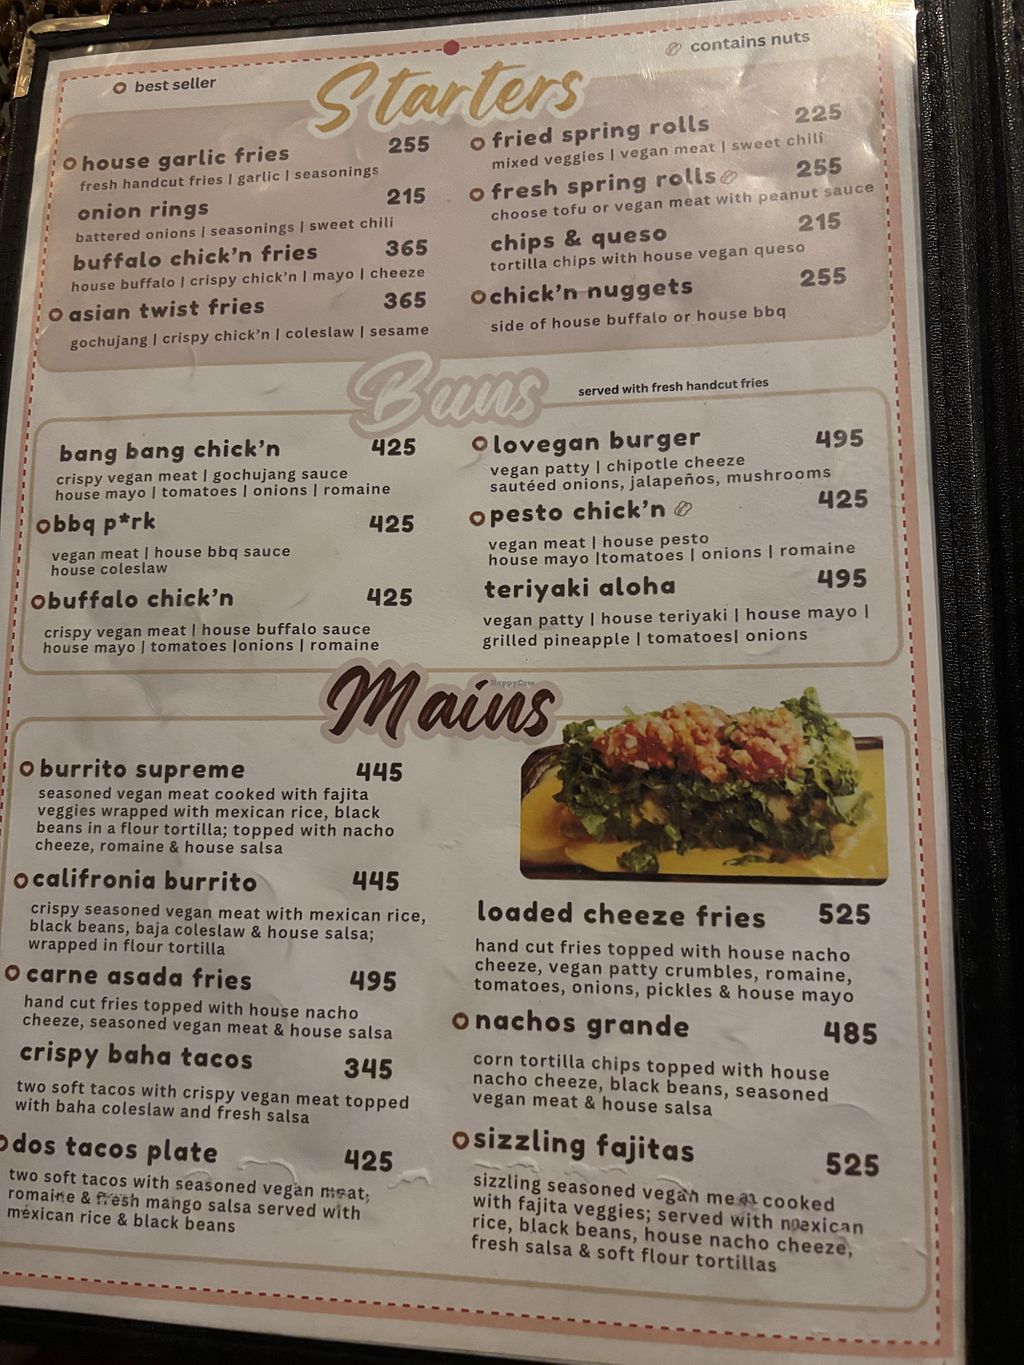 best seller
contains nuts
Starters
house garlic fries 255
fresh handcut fries | garlic | seasonings
onion rings 215
battered onions | seasonings | sweet chili
buffalo chick'n fries 365
house buffalo | crispy chick'n | mayo | cheeze
asian twist fries 365
gochujang | crispy chick'n | coleslaw | sesame
fried spring rolls 225
mixed veggies | vegan meat | sweet chili
fresh spring rolls 255
choose tofu or vegan meat with peanut sauce
chips & queso 215
tortilla chips with house vegan queso
chick'n nuggets 255
side of house buffalo or house bbq
Buns
served with fresh handcut fries
bang bang chick'n 425
crispy vegan meat | gochujang sauce
house mayo | tomatoes | onions | romaine
bbq p*rk 425
vegan meat | house bbq sauce
house coleslaw
buffalo chick'n 425
crispy vegan meat | house buffalo sauce
house mayo | tomatoes |onions | romaine
lovegan burger 495
vegan patty | chipotle cheeze
sautéed onions, jalapeños, mushrooms
pesto chick'n 425
vegan meat | house pesto
house mayo |tomatoes | onions | romaine
teriyaki aloha 495
vegan patty | house teriyaki | house mayo |
grilled pineapple | tomatoes| onions
Mains
HappyCow
burrito supreme 445
seasoned vegan meat cooked with fajita
veggies wrapped with mexican rice, black
beans in a flour tortilla; topped with nacho
cheeze, romaine & house salsa
califronia burrito 445
crispy seasoned vegan meat with mexican rice,
black beans, baja coleslaw & house salsa;
wrapped in flour tortilla
carne asada fries 495
hand cut fries topped with house nacho
cheeze, seasoned vegan meat & house salsa
crispy baha tacos 345
two soft tacos with crispy vegan meat topped
with baha coleslaw and fresh salsa
dos tacos plate 425
two soft tacos with seasoned vegan meat;
romaine & fresh mango salsa served with
mexican rice & black beans
loaded cheeze fries 525
hand cut fries topped with house nacho
cheeze, vegan patty crumbles, romaine,
tomatoes, onions, pickles & house mayo
nachos grande 485
corn tortilla chips topped with house
nacho cheeze, black beans, seasoned
vegan meat & house salsa
sizzling fajitas 525
sizzling seasoned vegan meat cooked
with fajita veggies; served with mexican
rice, black beans, house nacho cheeze,
fresh salsa & soft flour tortillas